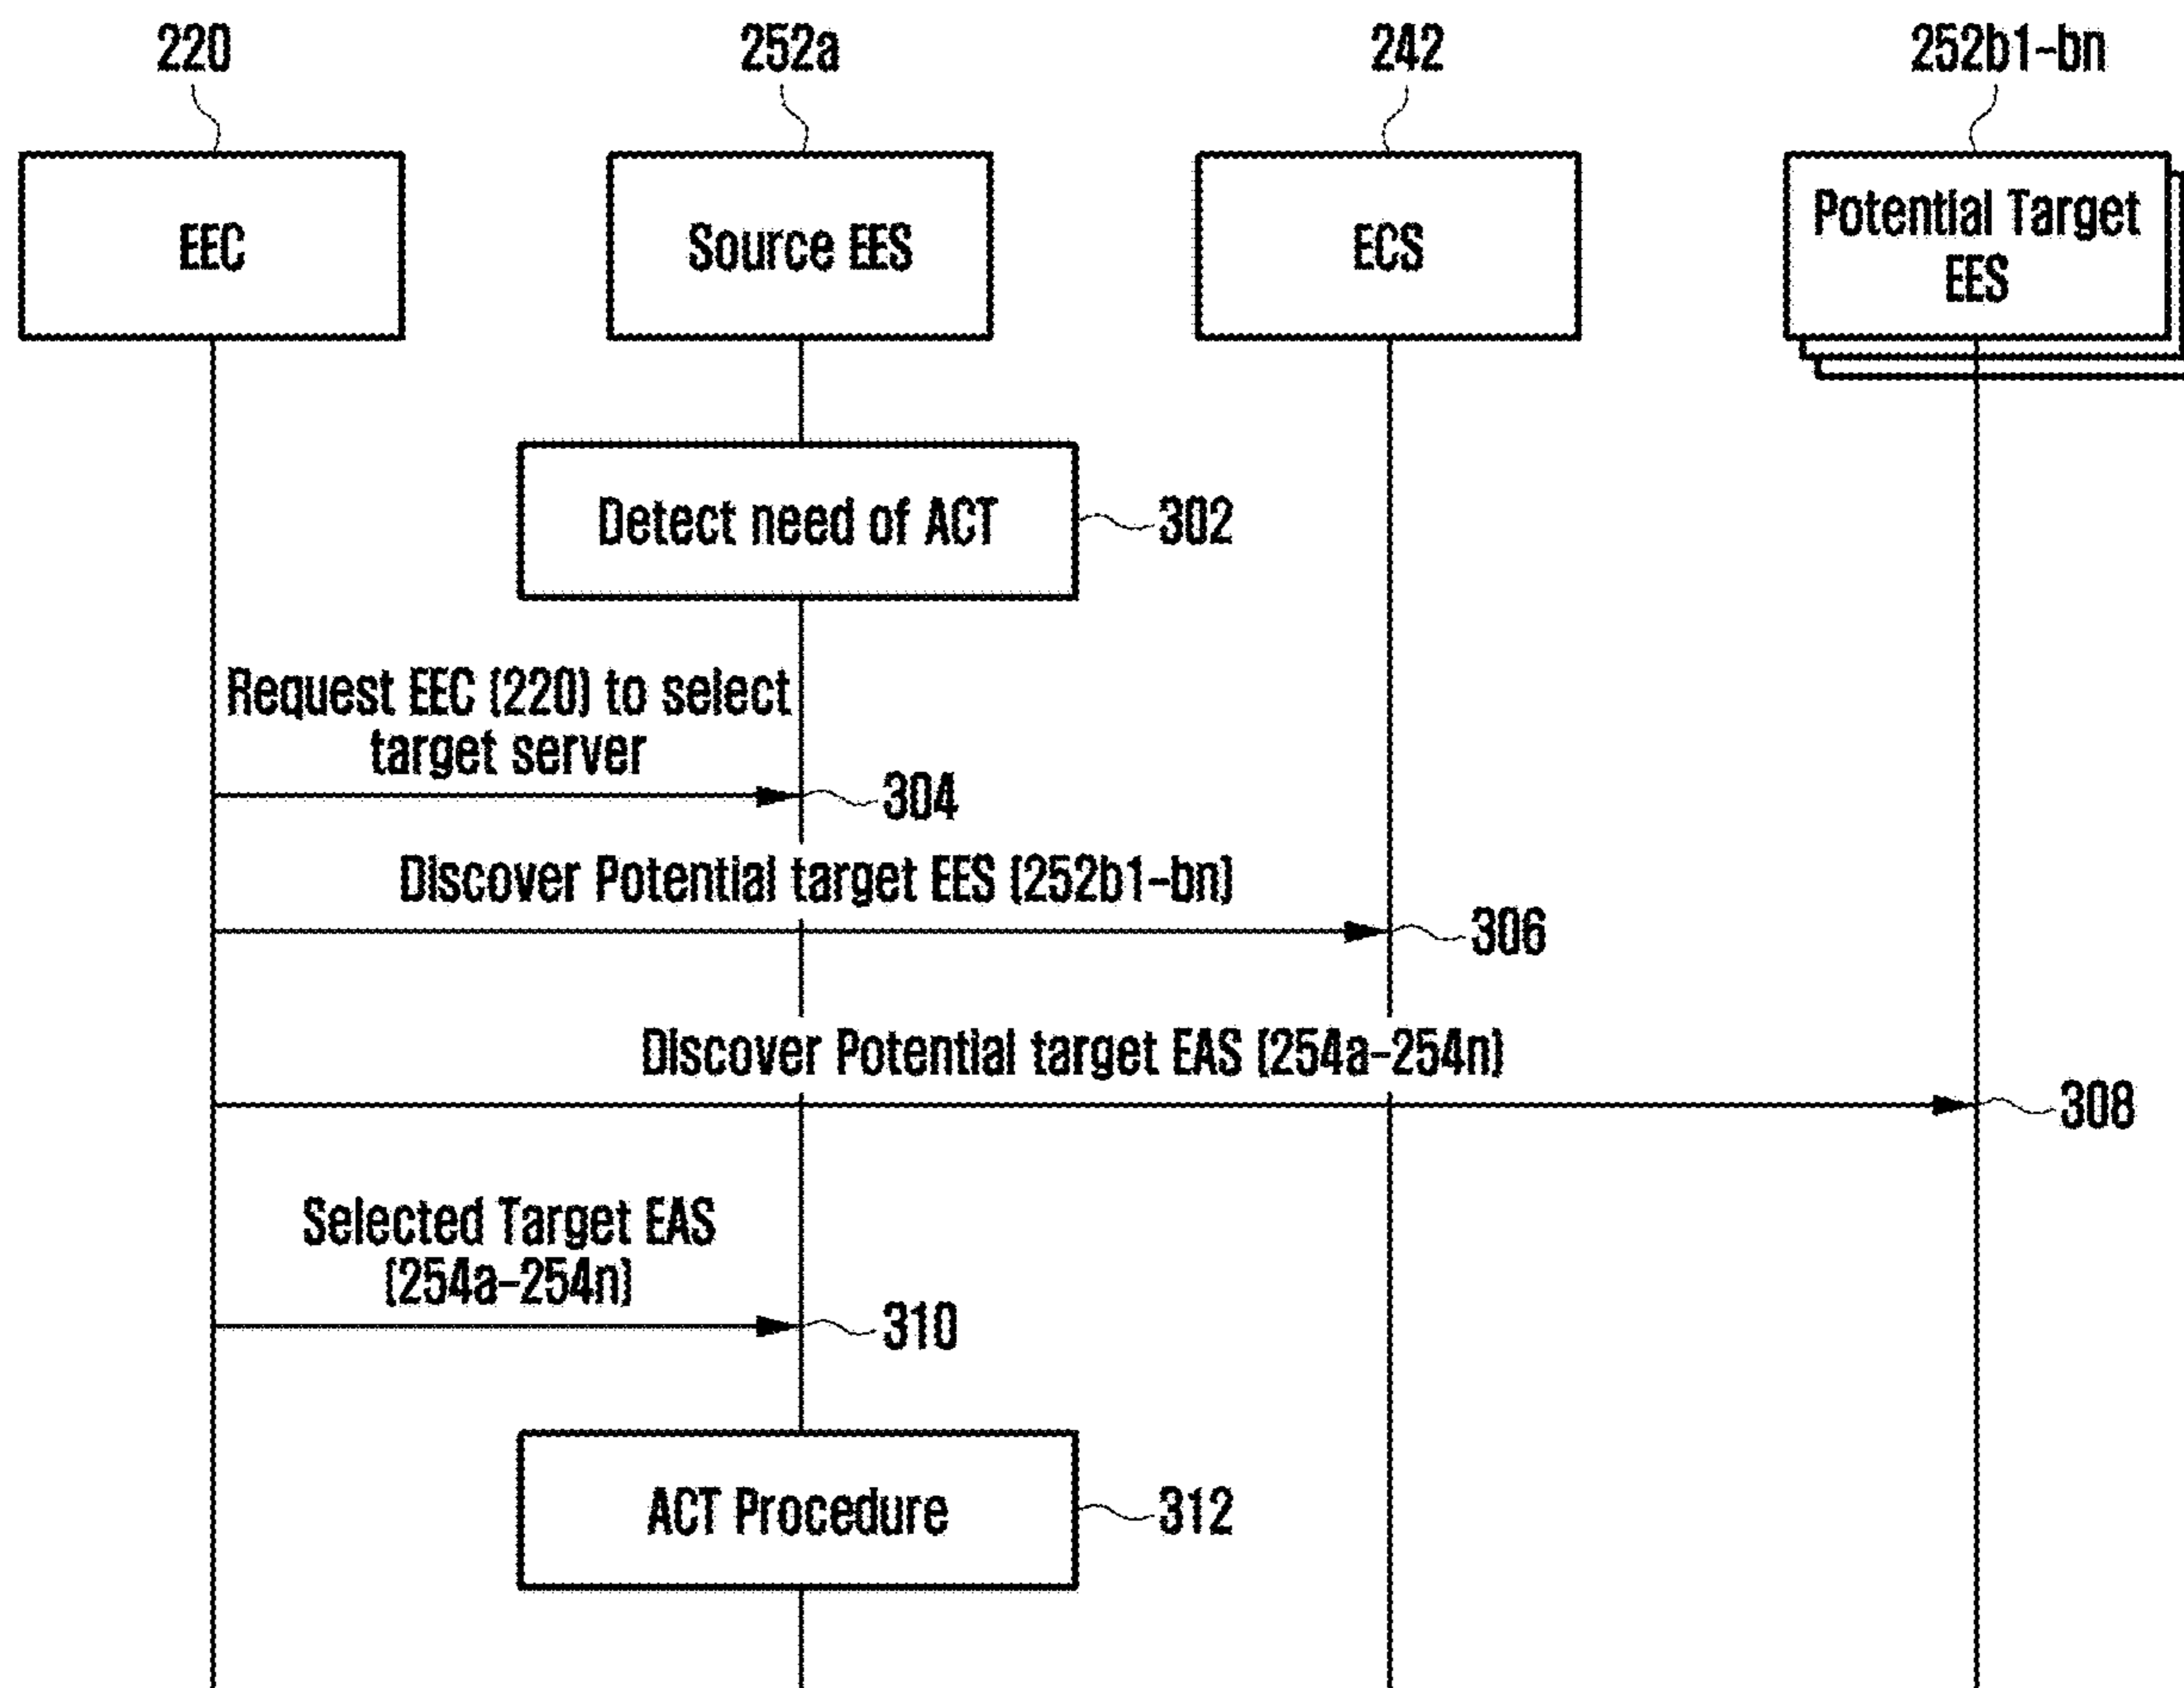 220
252a
242
252b1-bn
EEC
Source EES
ECS
Potential Target
EES
Detect need of ACT
302
Request EEC (220) to select
target server
304
Discover Potential target EES (252b1-bn)
306
Discover Potential target EAS (254a-254n)
308
Selected Target EAS
(254a-254n)
310
ACT Procedure
312